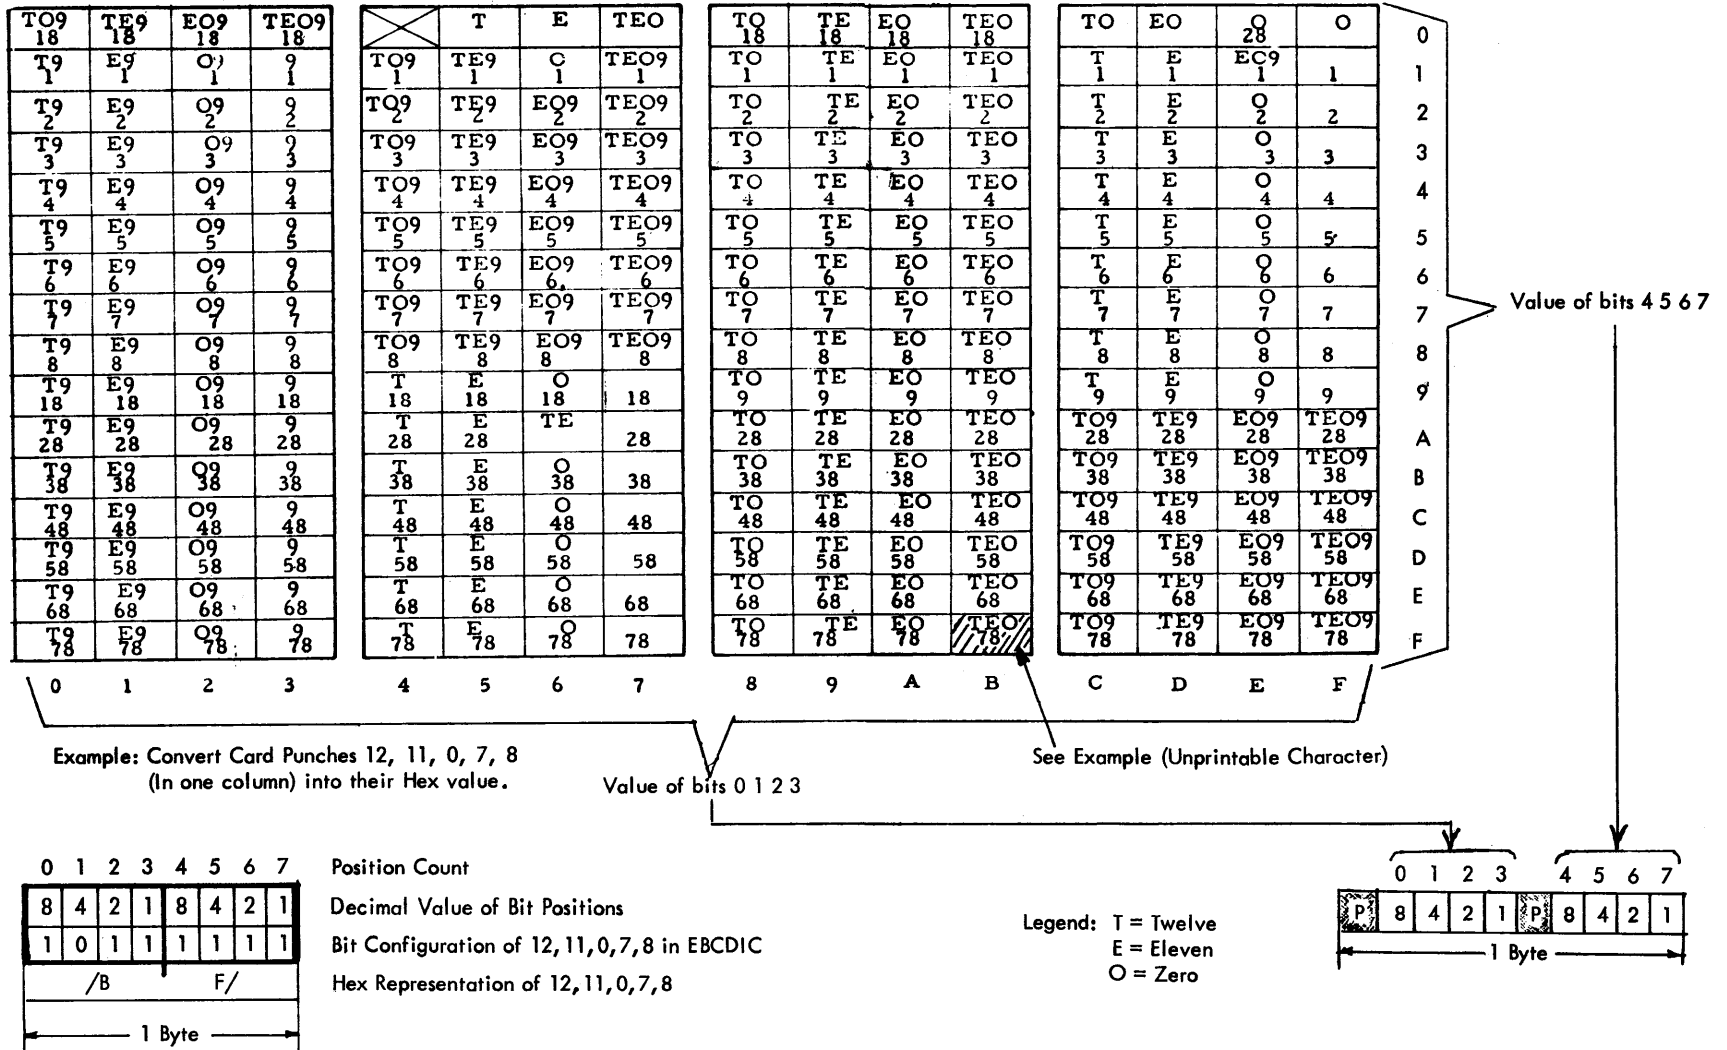 TO9 TE9 EO9 TEO9 T E TEO TO TE EO TEO TO EO O O
18 18 18 18 18 18 18 18 28 0
T9 E9 O9 9 TO9 TE9 O TEO9 TO TE EO TEO T E EO9
1 1 1 1 1 1 1 1 1 1 1 1 1 1 1 1 1
T9 E9 O9 9 TO9 TE9 EO9 TEO9 TO TE EO TEO T E O
2 2 2 2 2 2 2 2 2 2 2 2 2 2 2 2 2
T9 E9 O9 9 TO9 TE9 EO9 TEO9 TO TE EO TEO T E O
3 3 3 3 3 3 3 3 3 3 3 3 3 3 3 3 3
T9 E9 O9 9 TO9 TE9 EO9 TEO9 TO TE EO TEO T E O
4 4 4 4 4 4 4 4 4 4 4 4 4 4 4 4 4
T9 E9 O9 9 TO9 TE9 EO9 TEO9 TO TE EO TEO T E O
5 5 5 5 5 5 5 5 5 5 5 5 5 5 5 5 5
T9 E9 O9 9 TO9 TE9 EO9 TEO9 TO TE EO TEO T E O
6 6 6 6 6 6 6 6 6 6 6 6 6 6 6 6 6
T9 E9 O9 9 TO9 TE9 EO9 TEO9 TO TE EO TEO T E O
7 7 7 7 7 7 7 7 7 7 7 7 7 7 7 7 7
T9 E9 O9 9 TO9 TE9 EO9 TEO9 TO TE EO TEO T E O
8 8 8 8 8 8 8 8 8 8 8 8 8 8 8 8 8
T9 E9 O9 9 T E O TO TE EO TEO T E O
18 18 18 18 18 18 18 18 9 9 9 9 9 9 9 9 9
T9 E9 O9 9 T E TE TO TE EO TEO TO9 TE9 EO9 TEO9
28 28 28 28 28 28 28 28 28 28 28 28 28 28 28 A
T9 E9 O9 9 T E O TO TE EO TEO TO9 TE9 EO9 TEO9
38 38 38 38 38 38 38 38 38 38 38 38 38 38 38 38 B
T9 E9 O9 9 T E O TO TE EO TEO TO9 TE9 EO9 TEO9
48 48 48 48 48 48 48 48 48 48 48 48 48 48 48 48 C
T9 E9 O9 9 T E O TO TE EO TEO TO9 TE9 EO9 TEO9
58 58 58 58 58 58 58 58 58 58 58 58 58 58 58 58 D
T9 E9 O9 9 T E O TO TE EO TEO TO9 TE9 EO9 TEO9
68 68 68 68 68 68 68 68 68 68 68 68 68 68 68 68 E
T9 E9 O9 9 T E O TO TE EO TEO TO9 TE9 EO9 TEO9
78 78 78 78 78 78 78 78 78 78 78 78 78 78 78 78 F
0 1 2 3 4 5 6 7 8 9 A B C D E F
Value of bits 4 5 6 7
Example: Convert Card Punches 12, 11, 0, 7, 8
(In one column) into their Hex value.
Value of bits 0 1 2 3
See Example (Unprintable Character)
0 1 2 3 4 5 6 7 Position Count
8 4 2 1 8 4 2 1 Decimal Value of Bit Positions
1 0 1 1 1 1 1 1 Bit Configuration of 12, 11, 0, 7, 8 in EBCDIC
/B F/ Hex Representation of 12, 11, 0, 7, 8
1 Byte
Legend: T = Twelve
E = Eleven
O = Zero
0 1 2 3 4 5 6 7
P 8 4 2 1 P 8 4 2 1
1 Byte